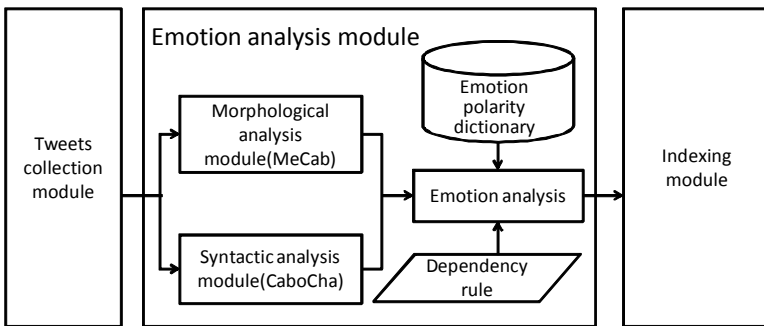 Emotion analysis module
Tweets
collection
module
Morphological
analysis
module(MeCab)
Syntactic analysis
module(CaboCha)
Emotion
polarity
dictionary
Emotion analysis
Dependency
rule
Indexing
module